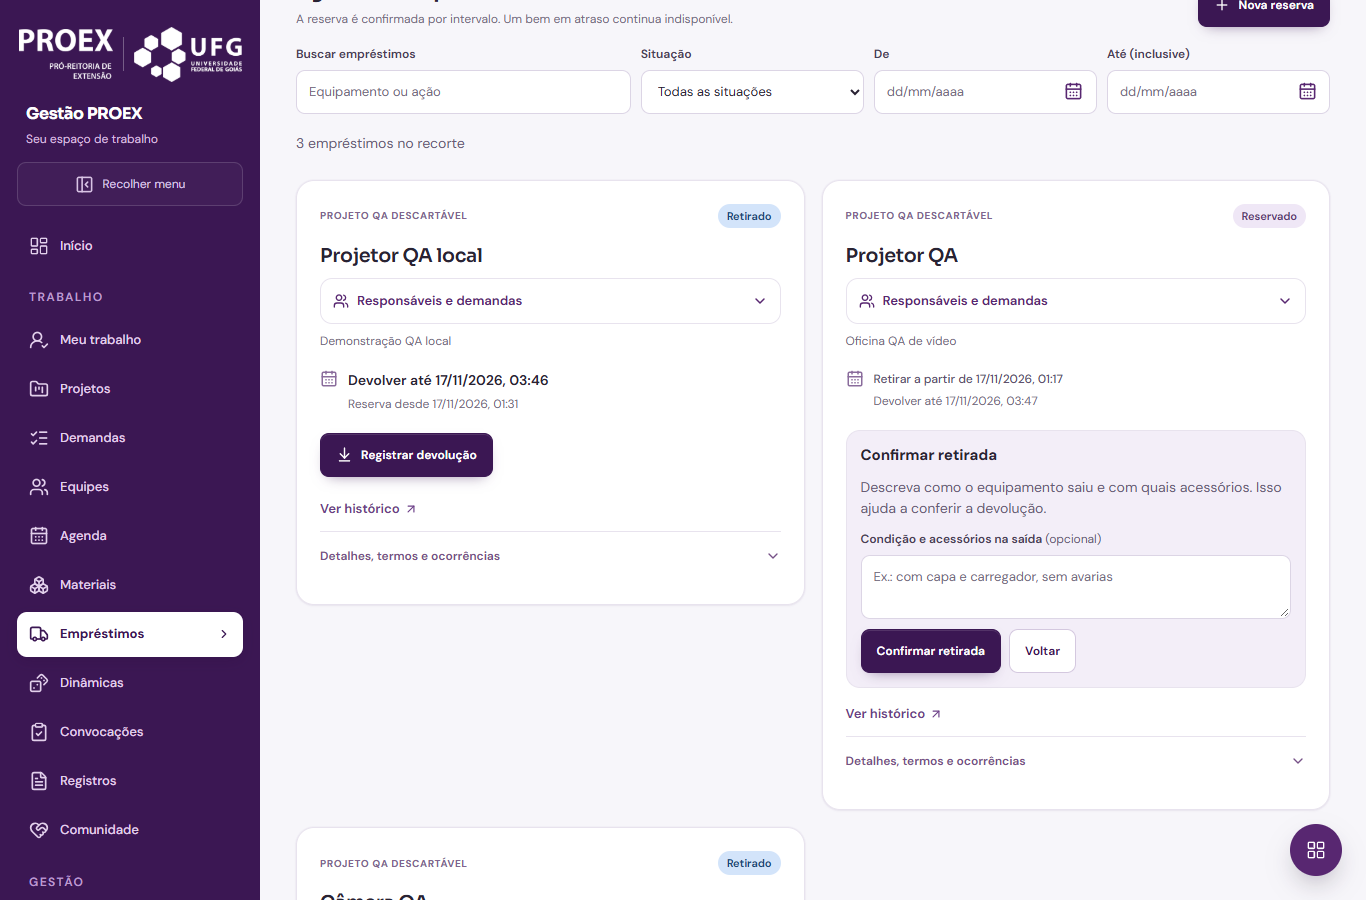 PROEX
PRÓ-REITORIA DE
EXTENSÃO
UFG
UNIVERSIDADE
FEDERAL DE GOIÁS
Gestão PROEX
Seu espaço de trabalho
Recolher menu
Início
TRABALHO
Meu trabalho
Projetos
Demandas
Equipes
Agenda
Materiais
Empréstimos
Dinâmicas
Convocações
Registros
Comunidade
GESTÃO
A reserva é confirmada por intervalo. Um bem em atraso continua indisponível.
Nova reserva
Buscar empréstimos
Situação
De
Até (inclusive)
Equipamento ou ação
Todas as situações
dd/mm/aaaa
dd/mm/aaaa
3 empréstimos no recorte
PROJETO QA DESCARTÁVEL
Retirado
Projetor QA local
Responsáveis e demandas
Demonstração QA local
Devolver até 17/11/2026, 03:46
Reserva desde 17/11/2026, 01:31
Registrar devolução
Ver histórico
Detalhes, termos e ocorrências
PROJETO QA DESCARTÁVEL
Reservado
Projetor QA
Responsáveis e demandas
Oficina QA de vídeo
Retirar a partir de 17/11/2026, 01:17
Devolver até 17/11/2026, 03:47
Confirmar retirada
Descreva como o equipamento saiu e com quais acessórios. Isso
ajuda a conferir a devolução.
Condição e acessórios na saída (opcional)
Ex.: com capa e carregador, sem avarias
Confirmar retirada
Voltar
Ver histórico
Detalhes, termos e ocorrências
PROJETO QA DESCARTÁVEL
Retirado
Câmera QA